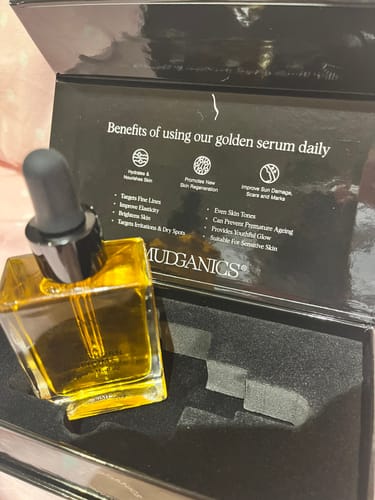 Benefits of using our golden serum daily
Hydrates &
Nourishes Skin
Promotes New
Skin Regeneration
Improve Sun Damage,
Scars and Marks
• Targets Fine Lines
• Improve Elasticity
• Brightens Skin
• Targets Irritations & Dry Spots
• Even Skin Tones
• Can Prevent Premature Ageing
• Provides Youthful Glow
• Suitable For Sensitive Skin
MUDGANICS®